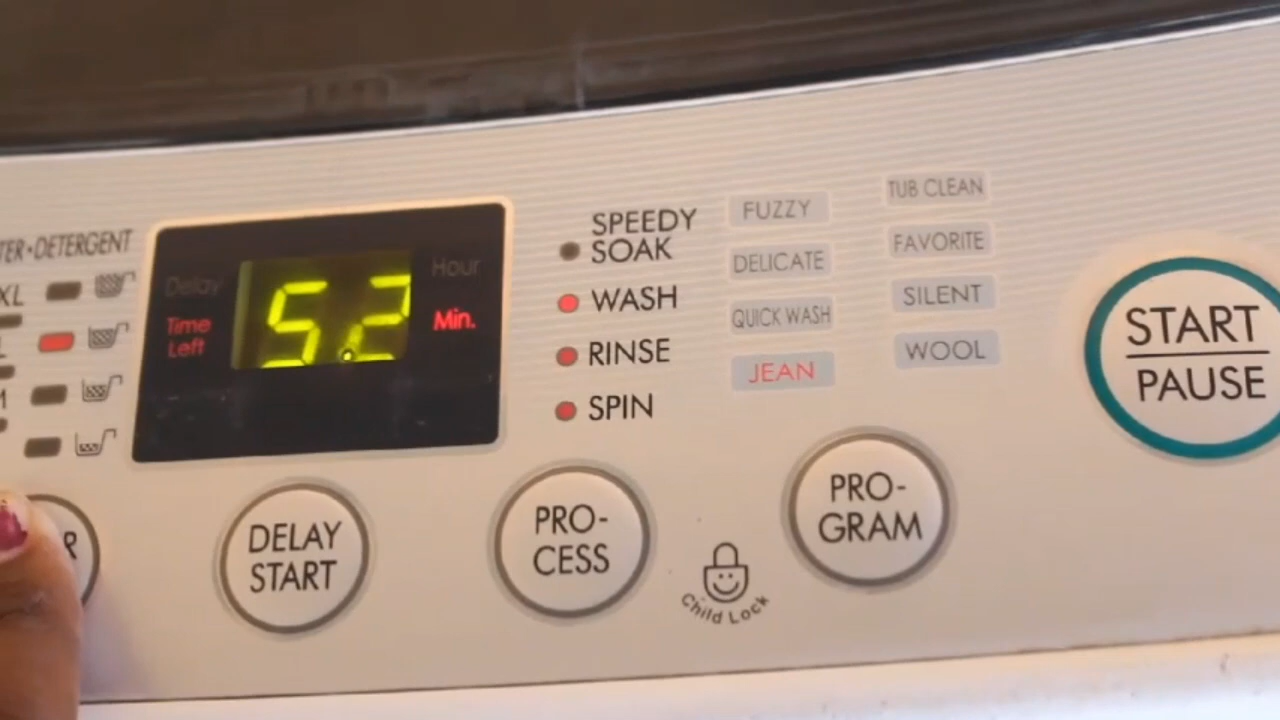 TER•DETERGENT
XL
L
M
R
Delay
Time
Left
52
Hour
Min.
SPEEDY
SOAK
WASH
RINSE
SPIN
FUZZY
DELICATE
QUICK WASH
JEAN
TUB CLEAN
FAVORITE
SILENT
WOOL
START
PAUSE
DELAY
START
PRO-
CESS
Child Lock
PRO-
GRAM